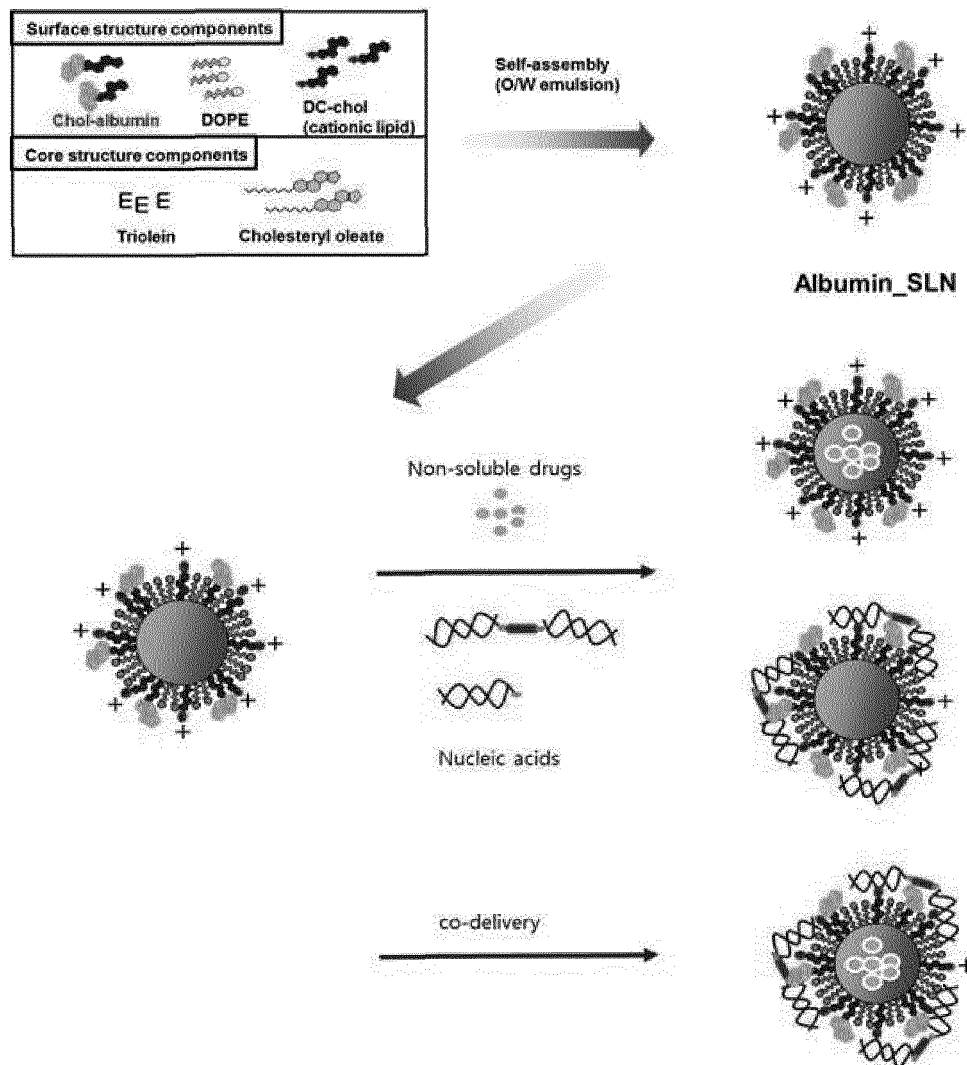 Surface structure components
Chol-albumin
DOPE
DC-chol
(cationic lipid)
Core structure components
E E E
Triolein
Cholesteryl oleate
Self-assembly
(O/W emulsion)
+ + + + + + + +
Albumin_SLN
Non-soluble drugs
+ + + + + + + +
+ + + + + + + +
Nucleic acids
+
co-delivery
+